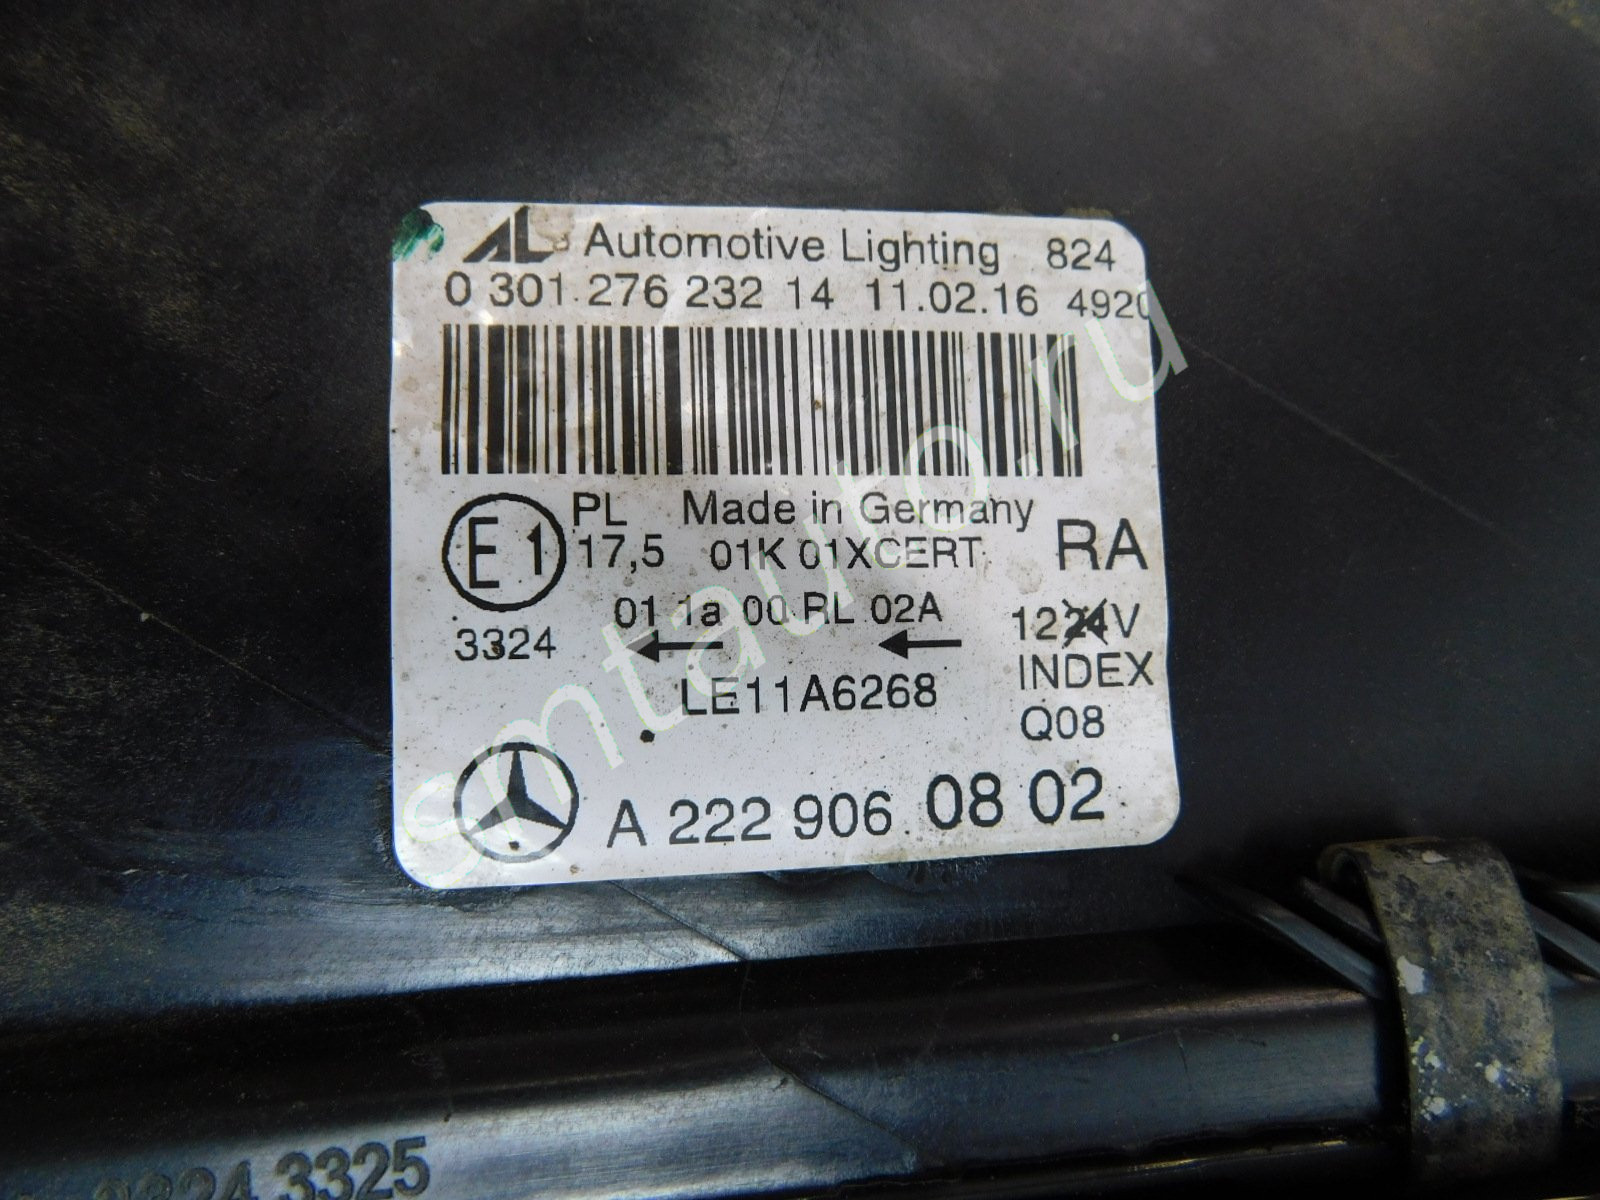 AL Automotive Lighting 824
0 301 276 232 14 11.02.16 4920
E1 PL Made in Germany
17,5 01K 01XCERT RA
01 1a 00 RL 02A
3324 1224V
LE11A6268 INDEX
Q08
A 222 906 08 02
3324 3325
smtauto.ru